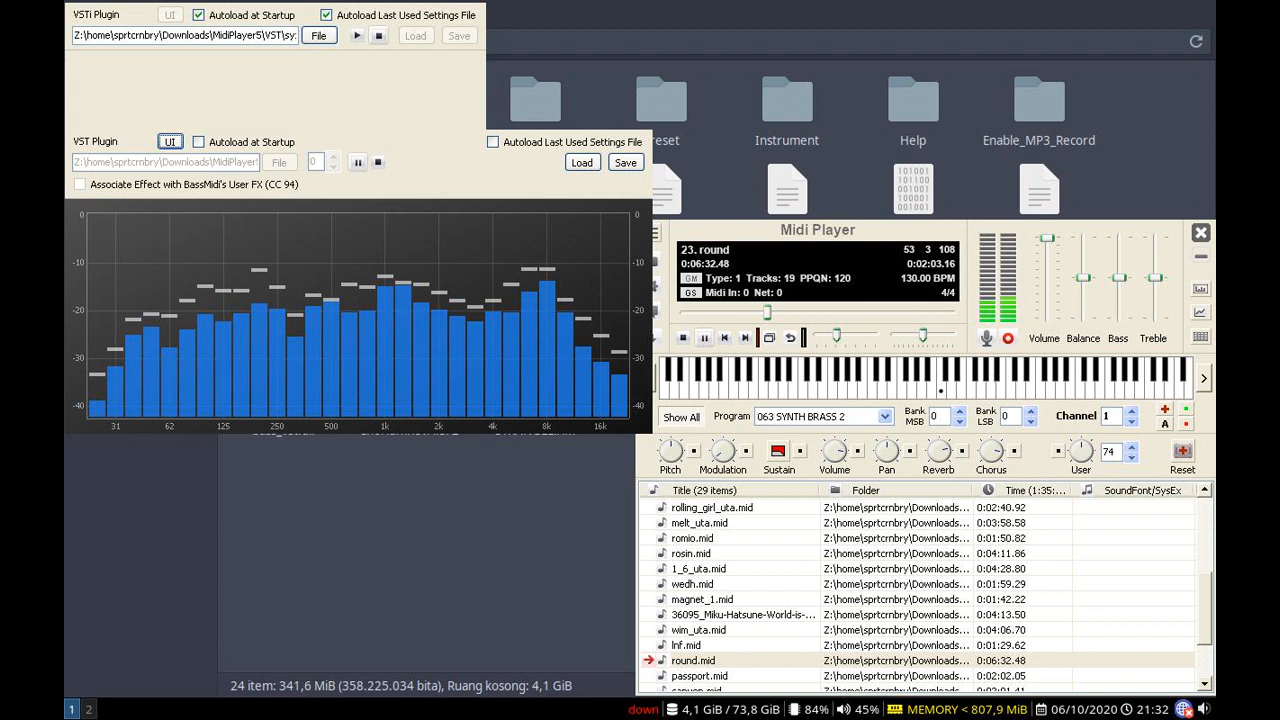 VSTi Plugin UI Autoload at Startup Autoload Last Used Settings File
Z:\home\sprtcrnbry\Downloads\MidiPlayer5\VST\sy: File Load Save
VST Plugin UI Autoload at Startup Autoload Last Used Settings File
Z:\home\sprtcrnbry\Downloads\MidiPlayer! File 0 Load Save
Associate Effect with BassMidi's User FX (CC 94)
reset Instrument Help Enable_MP3_Record
0 0
-10 -10
-20 -20
-30 -30
-40 -40
31 62 125 250 500 1k 2k 4k 8k 16k
Midi Player
23. round 53 3 108
0:06:32.48 0:02:03.16
GM Type: 1 Tracks: 19 PPQN: 120 130.00 BPM
GS Midi In: 0 Net: 0 4/4
Volume Balance Bass Treble
Show All Program 063 SYNTH BRASS 2 Bank MSB 0 Bank LSB 0 Channel 1 A
Pitch Modulation Sustain Volume Pan Reverb Chorus User 74 Reset
Title (29 items) Folder Time (1:35:... SoundFont/SysEx
rolling_girl_uta.mid Z:\home\sprtcrnbry\Downloads... 0:02:40.92
melt_uta.mid Z:\home\sprtcrnbry\Downloads... 0:03:58.58
romio.mid Z:\home\sprtcrnbry\Downloads... 0:01:50.82
rosin.mid Z:\home\sprtcrnbry\Downloads... 0:04:11.86
1_6_uta.mid Z:\home\sprtcrnbry\Downloads... 0:04:28.80
wedh.mid Z:\home\sprtcrnbry\Downloads... 0:01:59.29
magnet_1.mid Z:\home\sprtcrnbry\Downloads... 0:01:42.22
36095_Miku-Hatsune-World-is-... Z:\home\sprtcrnbry\Downloads... 0:04:13.50
wim_uta.mid Z:\home\sprtcrnbry\Downloads... 0:04:06.70
lnf.mid Z:\home\sprtcrnbry\Downloads... 0:01:29.62
round.mid Z:\home\sprtcrnbry\Downloads... 0:06:32.48
passport.mid Z:\home\sprtcrnbry\Downloads... 0:02:02.05
24 item: 341,6 MiB (358.225.034 bita), Ruang kosong: 4,1 GiB
1 2 down 4,1 GiB / 73,8 GiB 84% 45% MEMORY < 807,9 MiB 06/10/2020 21:32